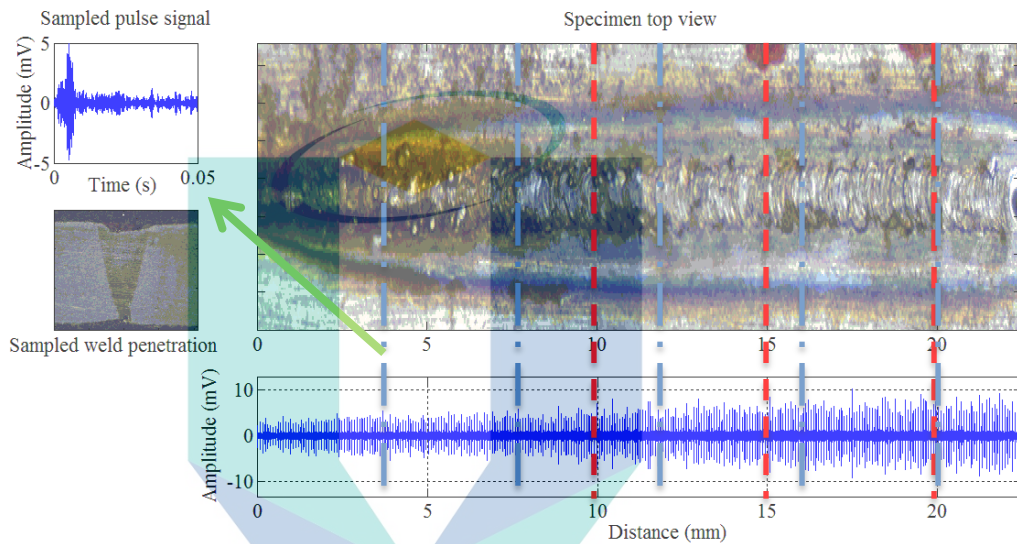 Sampled pulse signal
Specimen top view
Amplitude (mV)
5
0
-5
0
Time (s)
0.05
Sampled weld penetration
0
5
10
15
20
Amplitude (mV)
10
0
-10
0
5
10
15
20
Distance (mm)